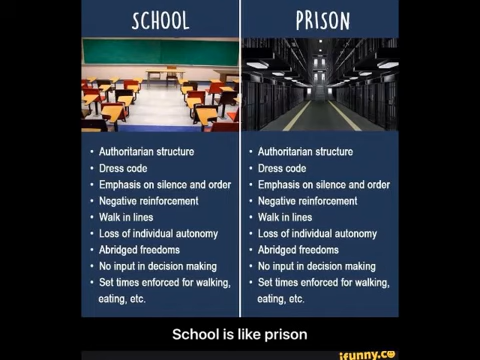 SCHOOL
• Authoritarian structure
• Dress code
• Emphasis on silence and order
• Negative reinforcement
• Walk in lines
• Loss of individual autonomy
• Abridged freedoms
• No input in decision making
• Set times enforced for walking,
eating, etc.
PRISON
• Authoritarian structure
• Dress code
• Emphasis on silence and order
• Negative reinforcement
• Walk in lines
• Loss of individual autonomy
• Abridged freedoms
• No input in decision making
• Set times enforced for walking,
eating, etc.
School is like prison
ifunny.co